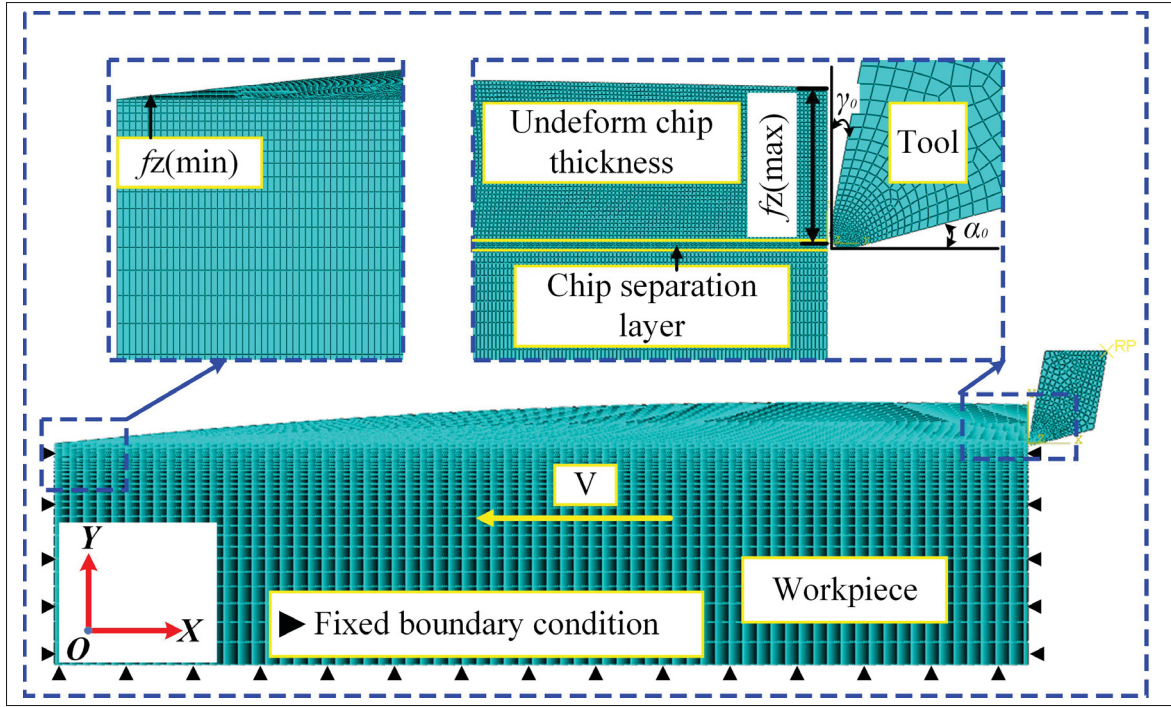 fz(min)
Undeform chip
thickness
fz(max)
γ₀
Tool
α₀
Chip separation
layer
RP
V
Y
O
X
Workpiece
Fixed boundary condition
x